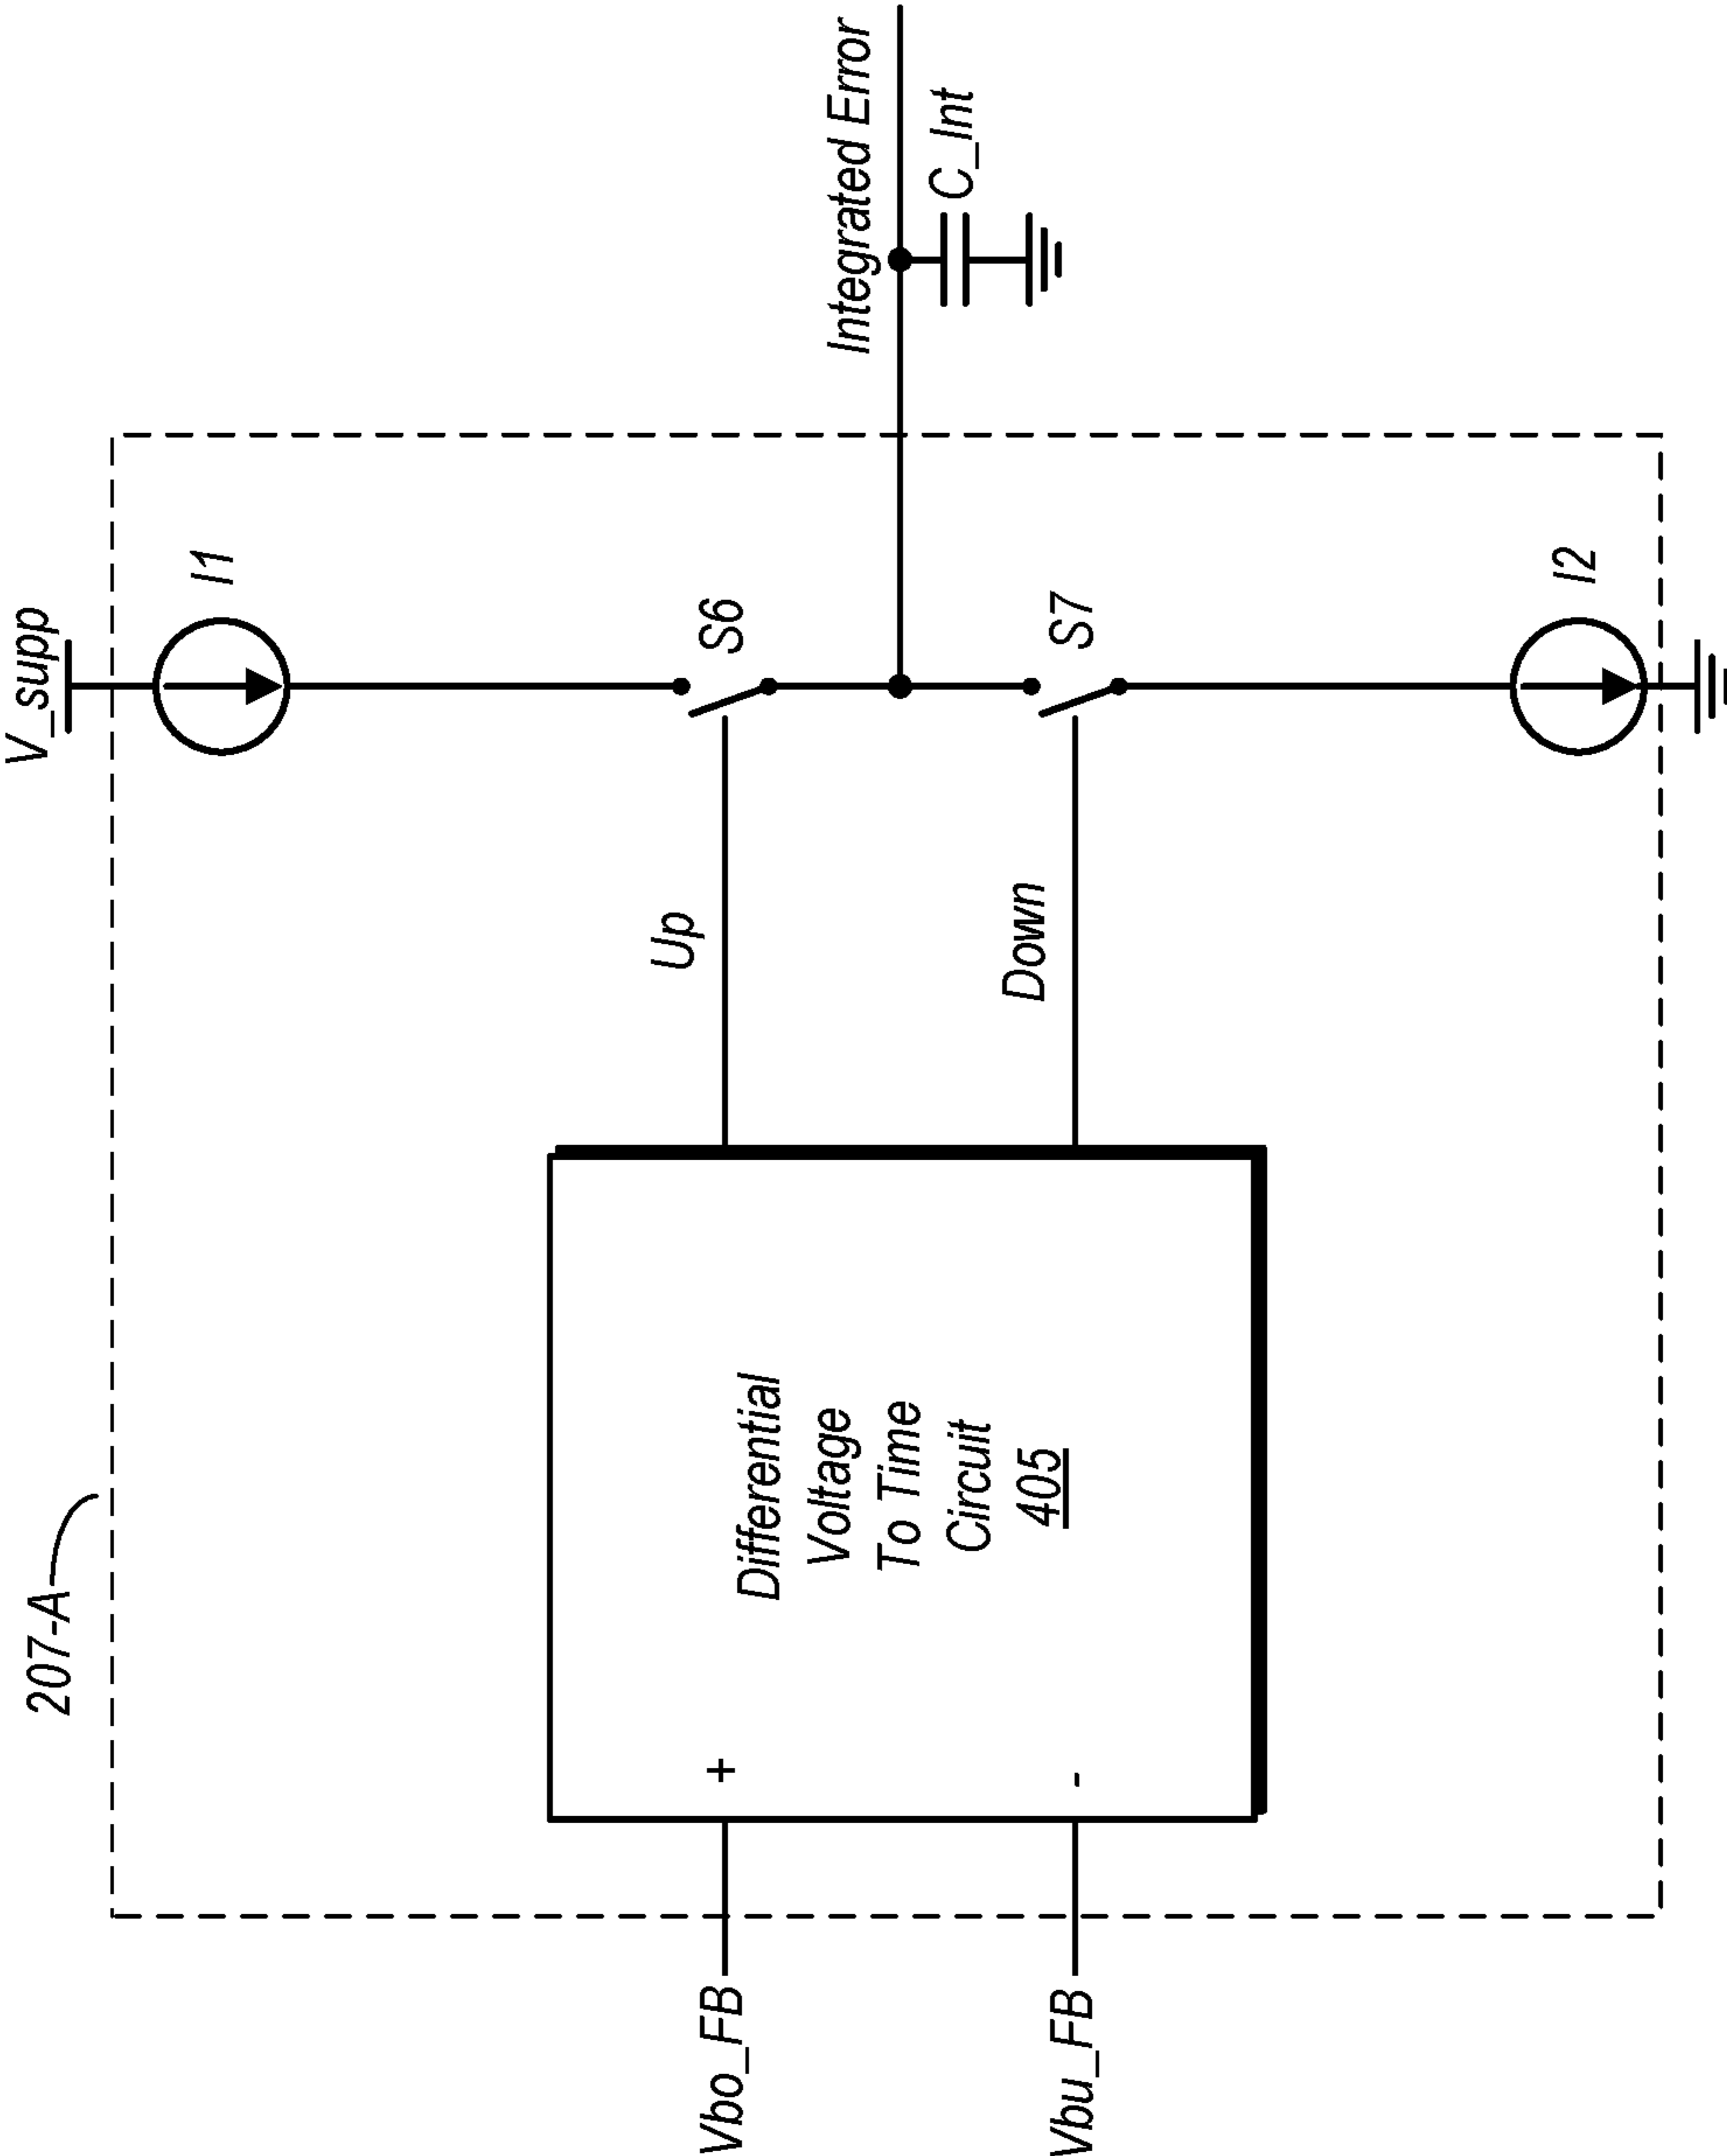 207-A
V_supp
I1
Vbo_FB
+
Differential
Voltage
To Time
Circuit
405
Up
S6
Integrated Error
C_Int
Vbu_FB
-
Down
S7
I2